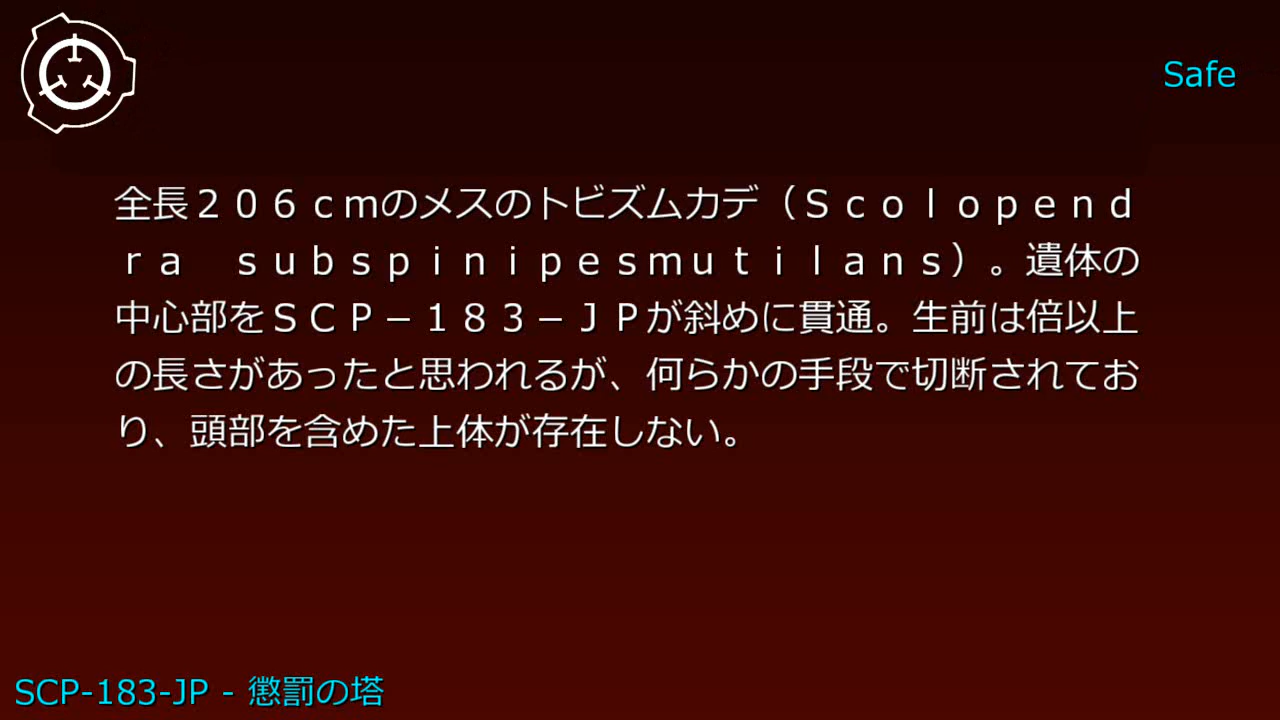 Safe
全長206cmのメスのトビズムカデ(Scolopend
ra subspinipesmutilans)。遺体の
中心部をSCP−183−JPが斜めに貫通。生前は倍以上
の長さがあったと思われるが、何らかの手段で切断されてお
り、頭部を含めた上体が存在しない。
SCP-183-JP - 懲罰の塔